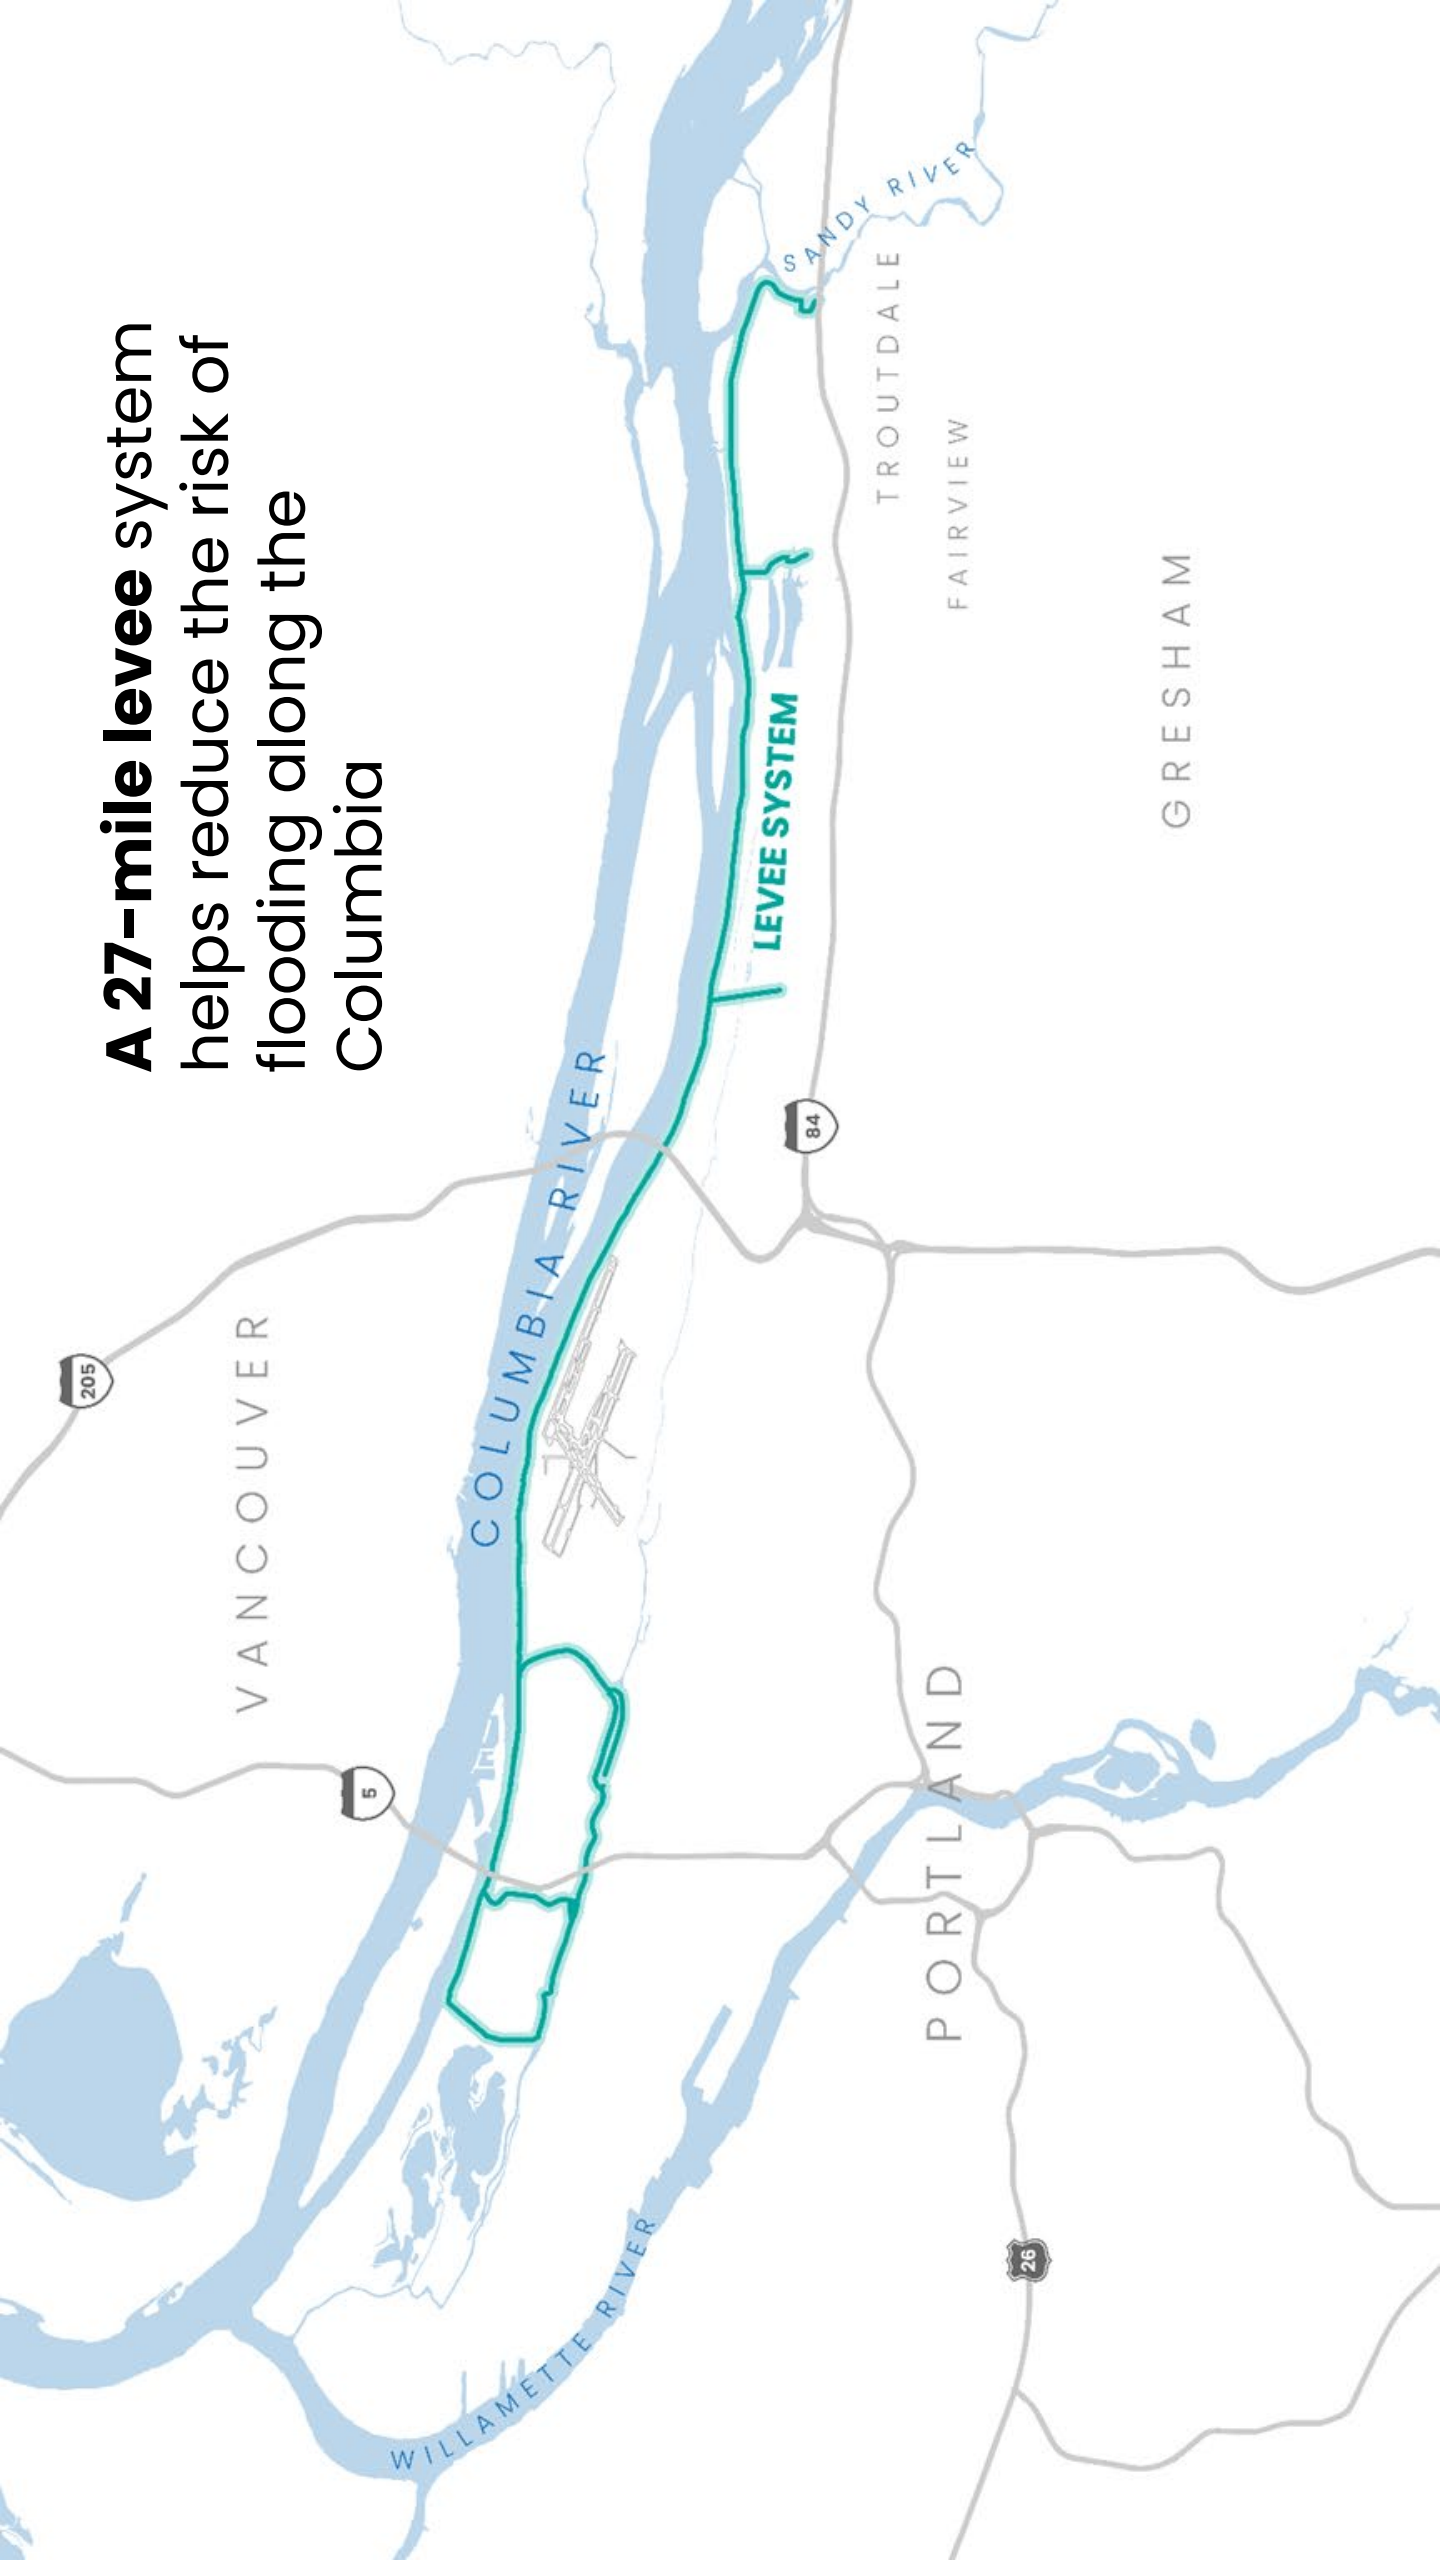 A 27-mile levee system
helps reduce the risk of
flooding along the
Columbia
205
VANCOUVER
5
COLUMBIA RIVER
SANDY RIVER
LEVEE SYSTEM
84
TROUTDALE
FAIRVIEW
WILLAMETTE RIVER
PORTLAND
GRESHAM
26